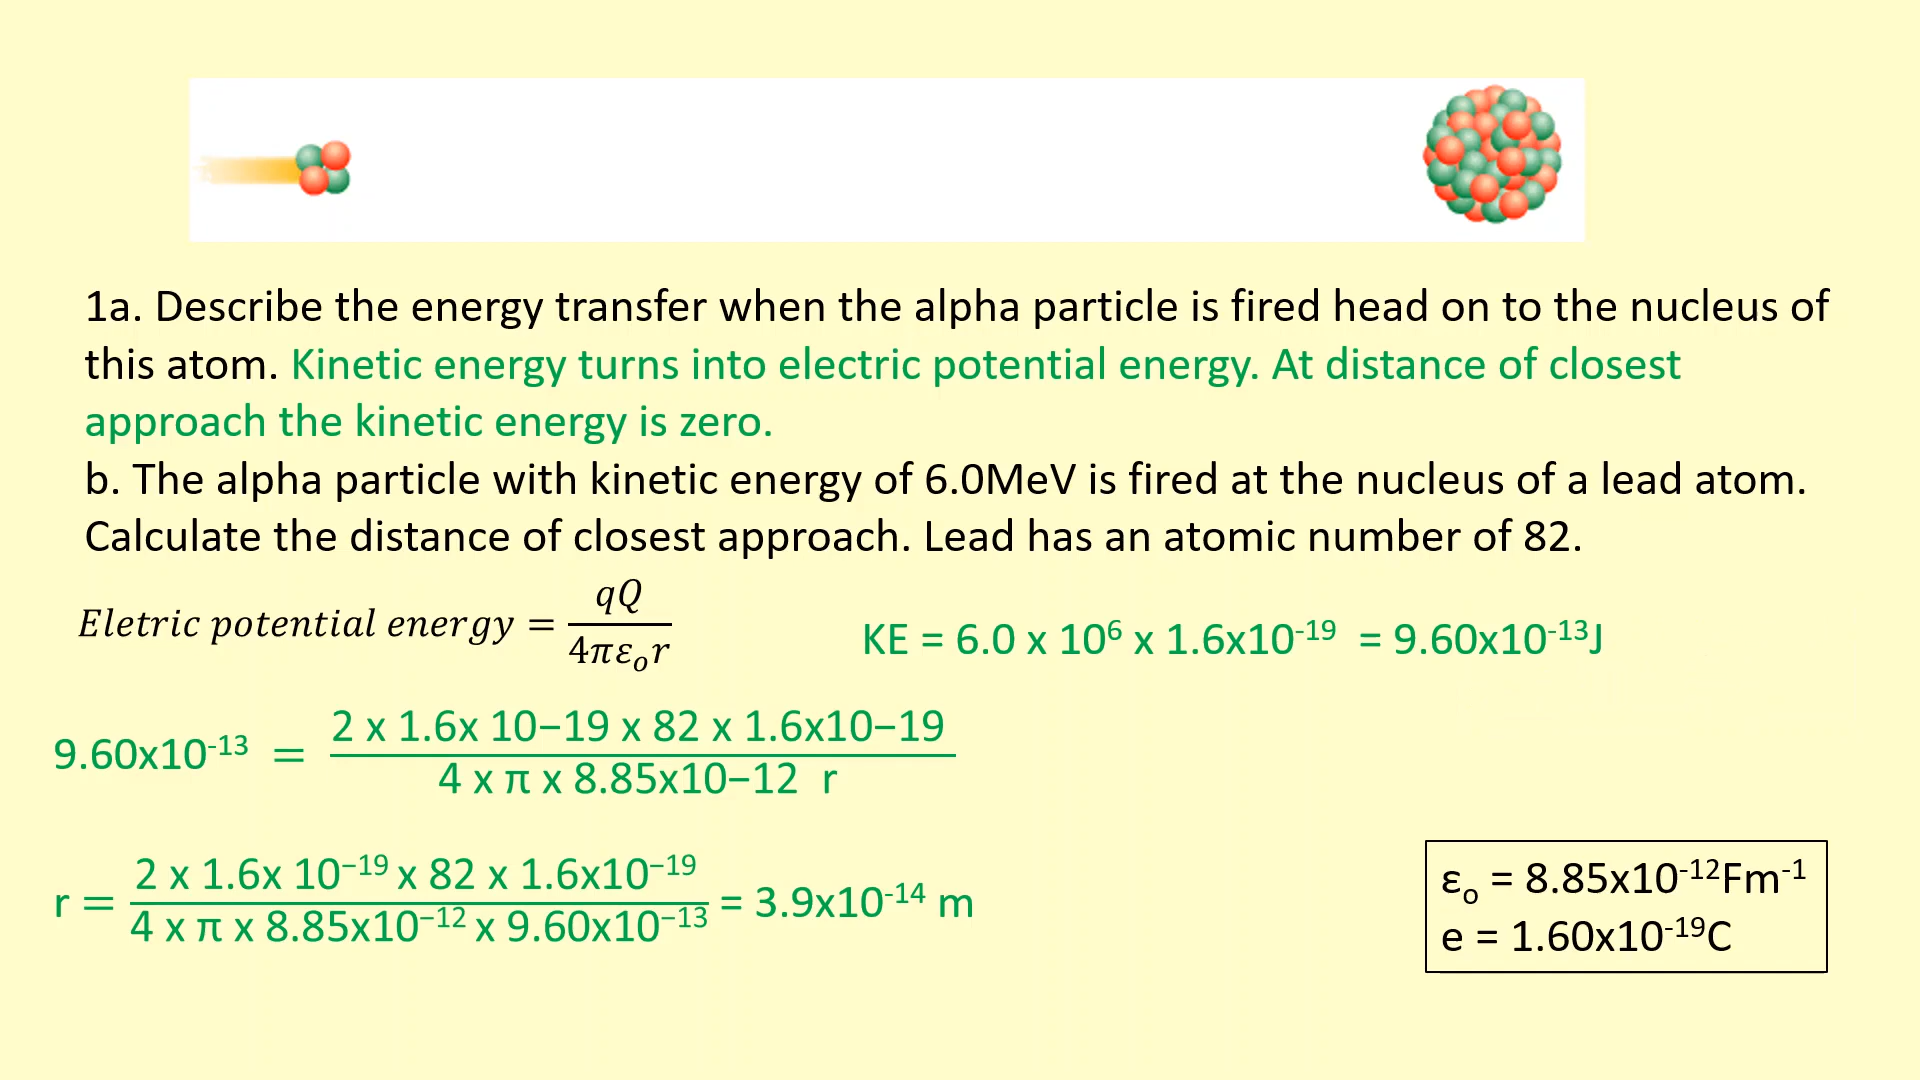 1a. Describe the energy transfer when the alpha particle is fired head on to the nucleus of
this atom. Kinetic energy turns into electric potential energy. At distance of closest
approach the kinetic energy is zero.
b. The alpha particle with kinetic energy of 6.0MeV is fired at the nucleus of a lead atom.
Calculate the distance of closest approach. Lead has an atomic number of 82.
Eletric potential energy = qQ / 4πε₀r
KE = 6.0 x 10⁶ x 1.6x10⁻¹⁹ = 9.60x10⁻¹³J
9.60x10⁻¹³ = 2 x 1.6x 10−19 x 82 x 1.6x10−19 / 4 x π x 8.85x10−12 r
r = 2 x 1.6x 10⁻¹⁹ x 82 x 1.6x10⁻¹⁹ / 4 x π x 8.85x10⁻¹² x 9.60x10⁻¹³ = 3.9x10⁻¹⁴ m
ε₀ = 8.85x10⁻¹²Fm⁻¹
e = 1.60x10⁻¹⁹C